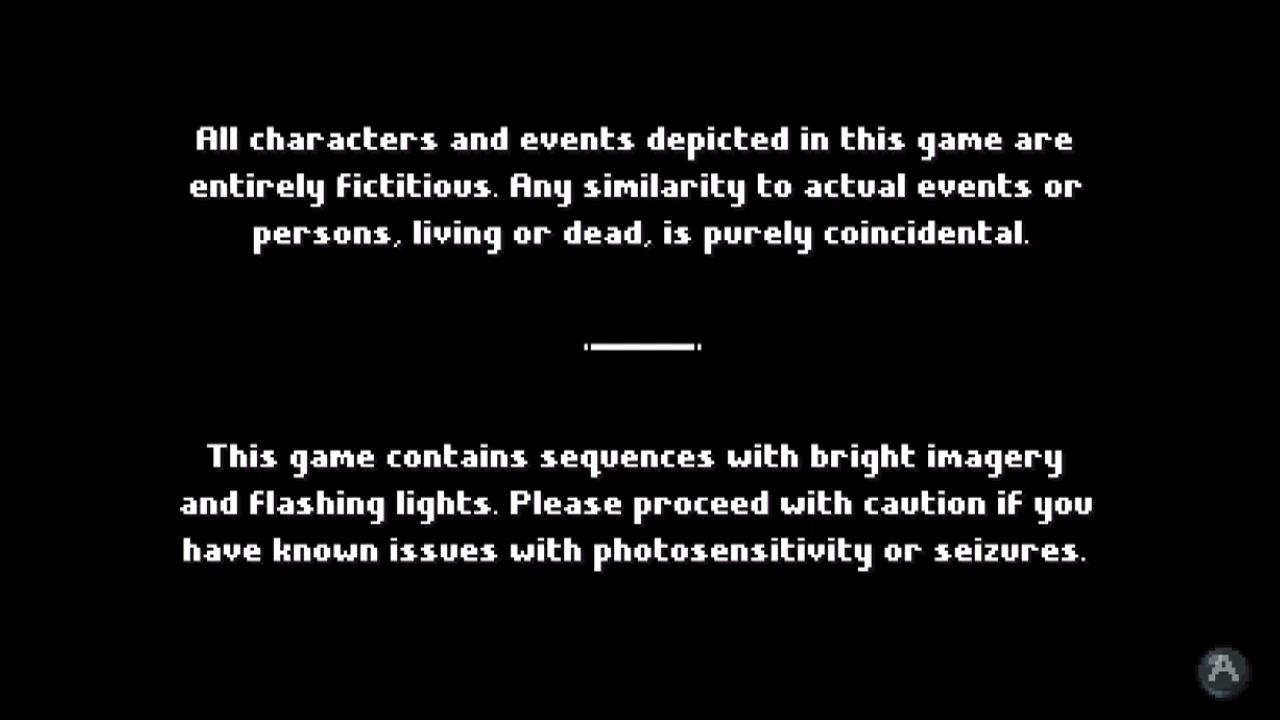 All characters and events depicted in this game are
entirely fictitious. Any similarity to actual events or
persons, living or dead, is purely coincidental.
This game contains sequences with bright imagery
and flashing lights. Please proceed with caution if you
have known issues with photosensitivity or seizures.
A